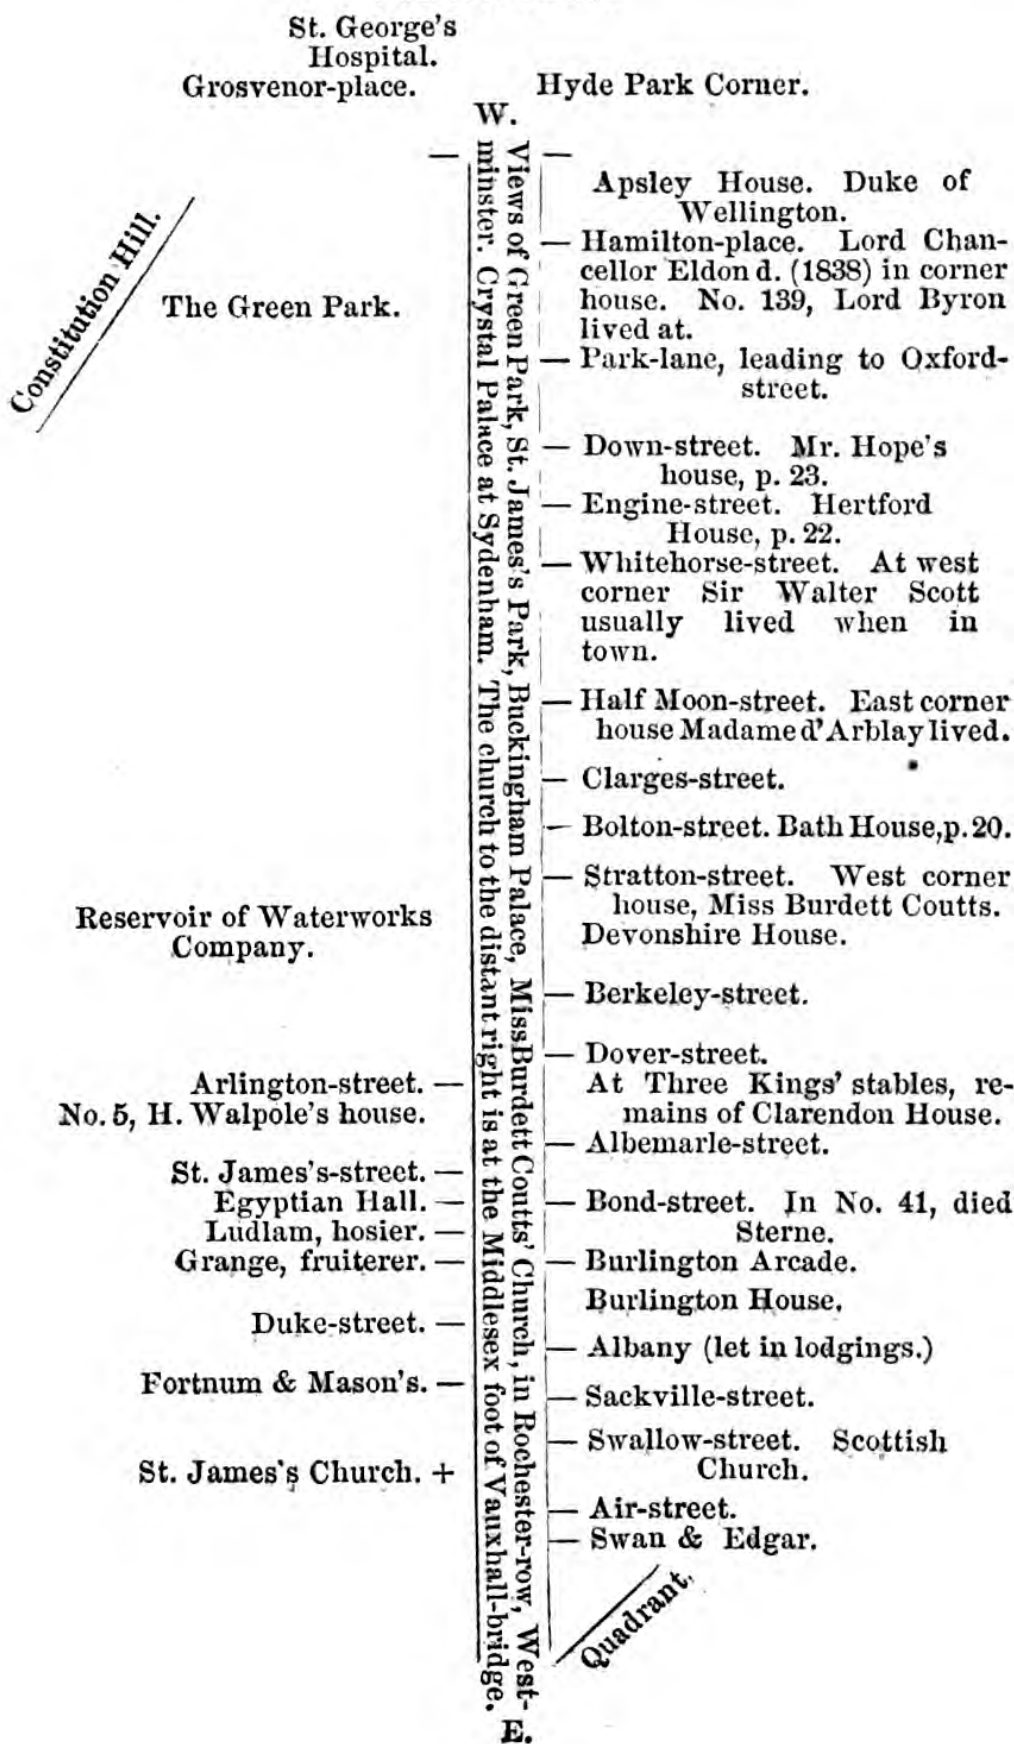 St. George's
Hospital.
Grosvenor-place.
Hyde Park Corner.
W.
Constitution Hill.
The Green Park.
Reservoir of Waterworks
Company.
Arlington-street. —
No. 5, H. Walpole's house.
St. James's-street. —
Egyptian Hall. —
Ludlam, hosier. —
Grange, fruiterer. —
Duke-street. —
Fortnum & Mason's. —
St. James's Church. +
Views of Green Park, St. James's Park, Buckingham Palace, Miss Burdett Coutts' Church, in Rochester-row, West-
minster. Crystal Palace at Sydenham. The church to the distant right is at the Middlesex foot of Vauxhall-bridge.
Apsley House. Duke of
Wellington.
— Hamilton-place. Lord Chan-
cellor Eldon d. (1838) in corner
house. No. 139, Lord Byron
lived at.
— Park-lane, leading to Oxford-
street.
— Down-street. Mr. Hope's
house, p. 23.
— Engine-street. Hertford
House, p. 22.
— Whitehorse-street. At west
corner Sir Walter Scott
usually lived when in
town.
— Half Moon-street. East corner
house Madame d'Arblay lived.
— Clarges-street.
— Bolton-street. Bath House, p. 20.
— Stratton-street. West corner
house, Miss Burdett Coutts.
Devonshire House.
— Berkeley-street.
— Dover-street.
At Three Kings' stables, re-
mains of Clarendon House.
— Albemarle-street.
— Bond-street. In No. 41, died
Sterne.
— Burlington Arcade.
Burlington House.
— Albany (let in lodgings.)
— Sackville-street.
— Swallow-street. Scottish
Church.
— Air-street.
— Swan & Edgar.
Quadrant.
E.